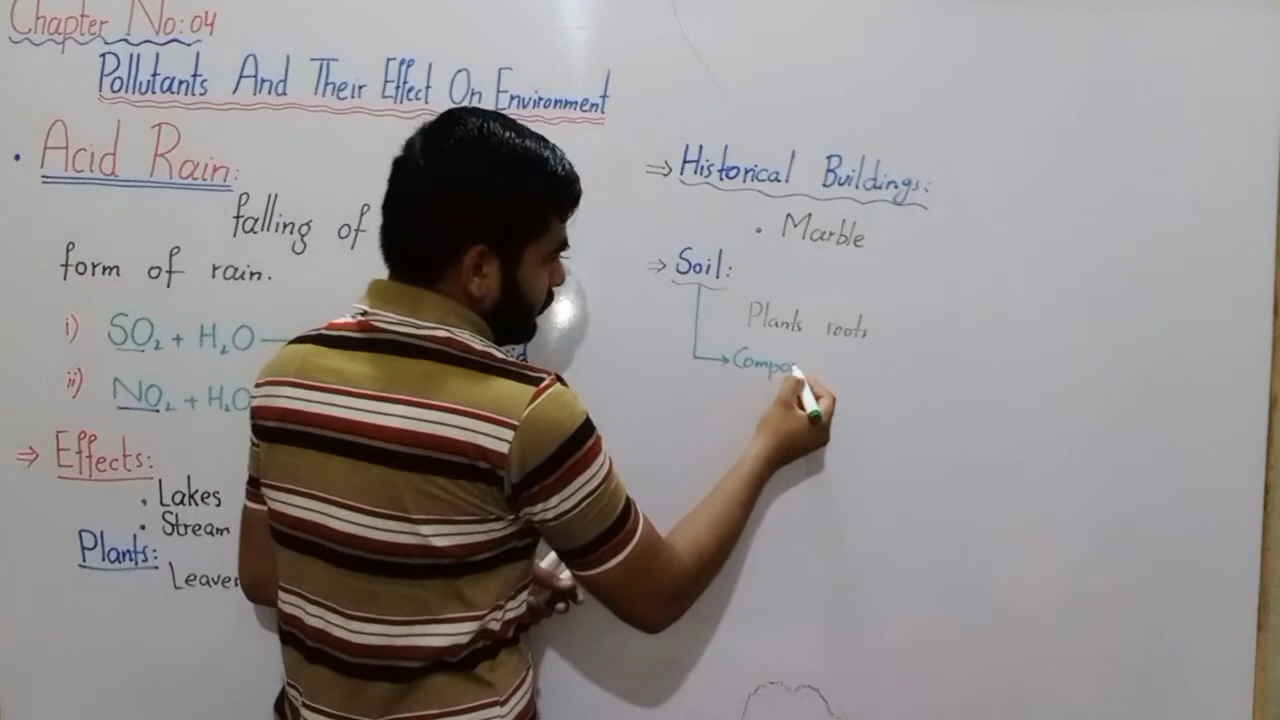 Chapter No:04
Pollutants And Their Effect On Environment
• Acid Rain:
falling of
form of rain.
i) SO₂ + H₂O
ii) NO₂ + H₂O
⇒ Effects:
• Lakes
• Stream
Plants:
Leaves
⇒ Historical Buildings:
• Marble
⇒ Soil:
Plants roots
→ Compo